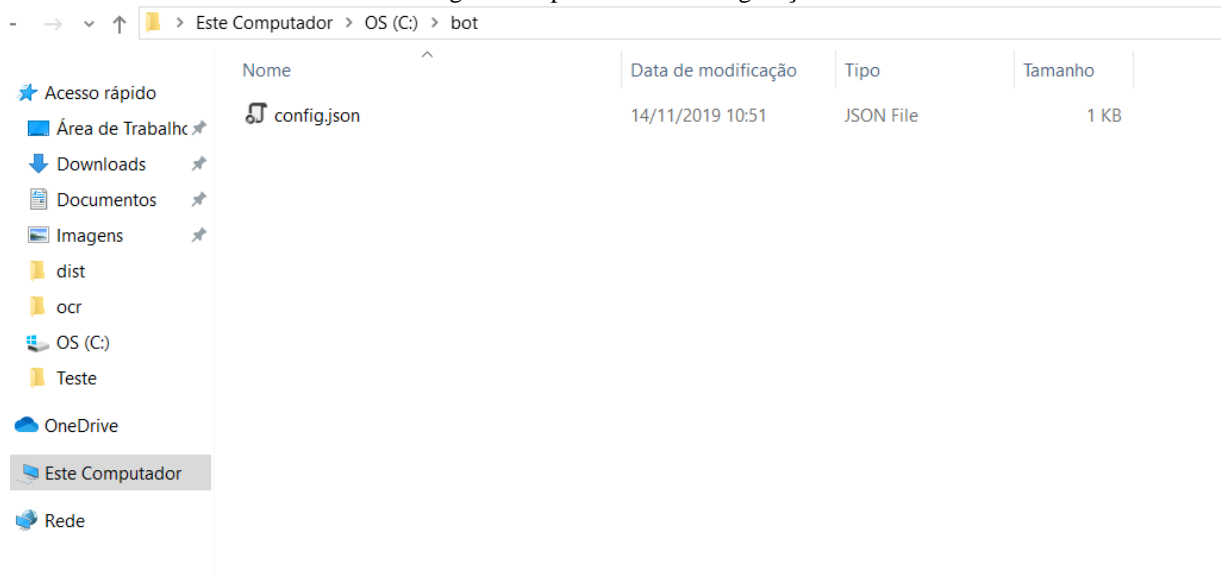 Este Computador > OS (C:) > bot
Nome Data de modificação Tipo Tamanho
Acesso rápido
config.json 14/11/2019 10:51 JSON File 1 KB
Área de Trabalhc
Downloads
Documentos
Imagens
dist
ocr
OS (C:)
Teste
OneDrive
Este Computador
Rede